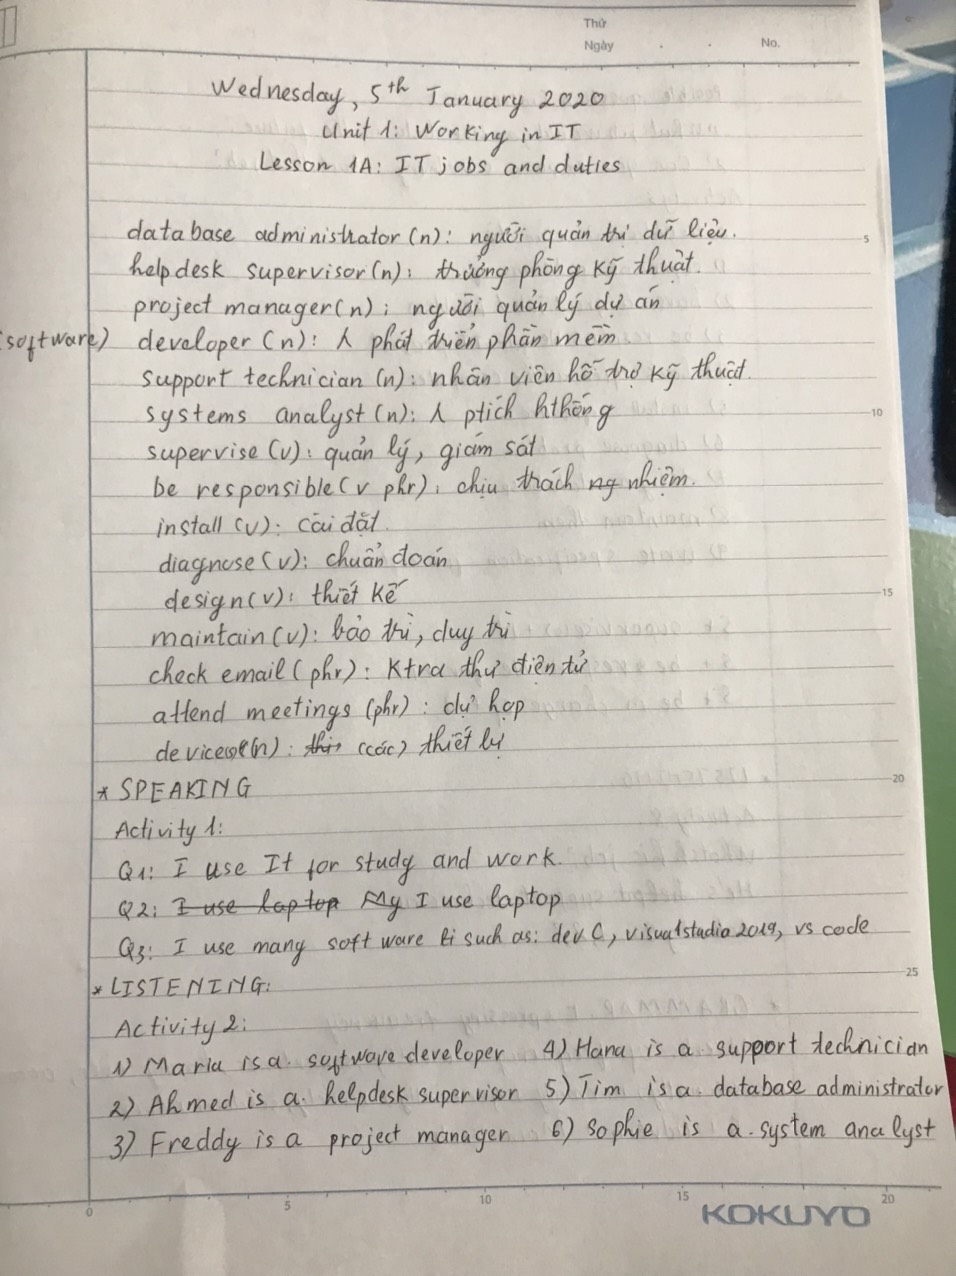 Thứ
Ngày . . No.
Wednesday, 5th January 2020
Unit 1: Working in IT
Lesson 1A: IT jobs and duties
database administrator (n): người quản trị dữ liệu.
helpdesk supervisor (n): trưởng phòng kỹ thuật.
project manager (n): người quản lý dự án
(software) developer (n): λ phát triển phần mềm
support technician (n): nhân viên hỗ trợ kỹ thuật.
systems analyst (n): λ ptích hthống
supervise (v): quản lý, giám sát
be responsible (v phr): chịu trách ng nhiệm.
install (v): cài đặt.
diagnose (v): chuẩn đoán
design (v): thiết kế
maintain (v): bảo trì, duy trì
check email (phr): Ktra thư điện tử
attend meetings (phr): dự họp
device (n): (các) thiết bị
* SPEAKING
Activity 1:
Q1: I use It for study and work.
Q2: I use laptop My I use laptop
Q3: I use many soft ware li such as: dev C, visualstudio 2019, vs code
* LISTENING:
Activity 2:
1) Maria is a software developer 4) Hana is a support technician
2) Ahmed is a helpdesk supervisor 5) Tim is a database administrator
3) Freddy is a project manager 6) Sophie is a system analyst
5
10
15
20
25
0 5 10 15 20
KOKUYO